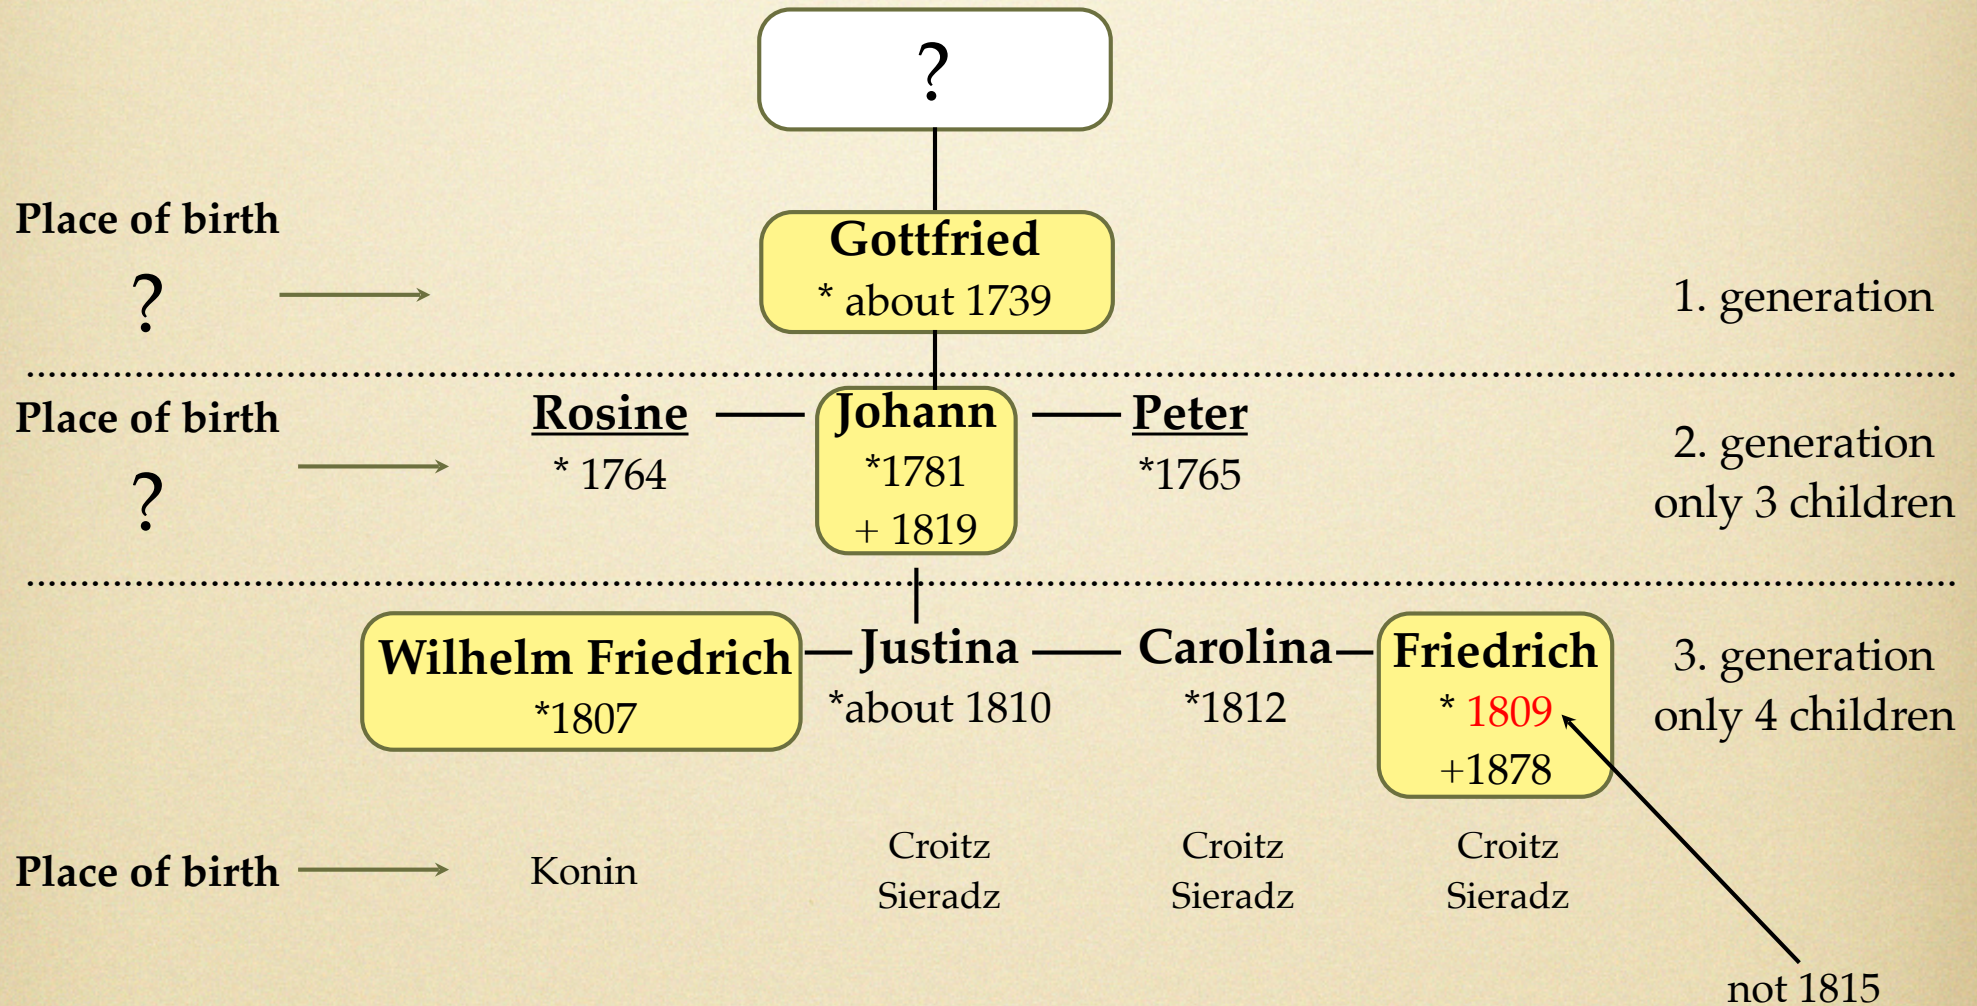 ?
Place of birth
?
Gottfried
* about 1739
1. generation
Place of birth
?
Rosine
* 1764
Johann
*1781
+ 1819
Peter
*1765
2. generation
only 3 children
Wilhelm Friedrich
*1807
Justina
*about 1810
Carolina
*1812
Friedrich
* 1809
+1878
3. generation
only 4 children
Place of birth
Konin
Croitz
Sieradz
Croitz
Sieradz
Croitz
Sieradz
not 1815